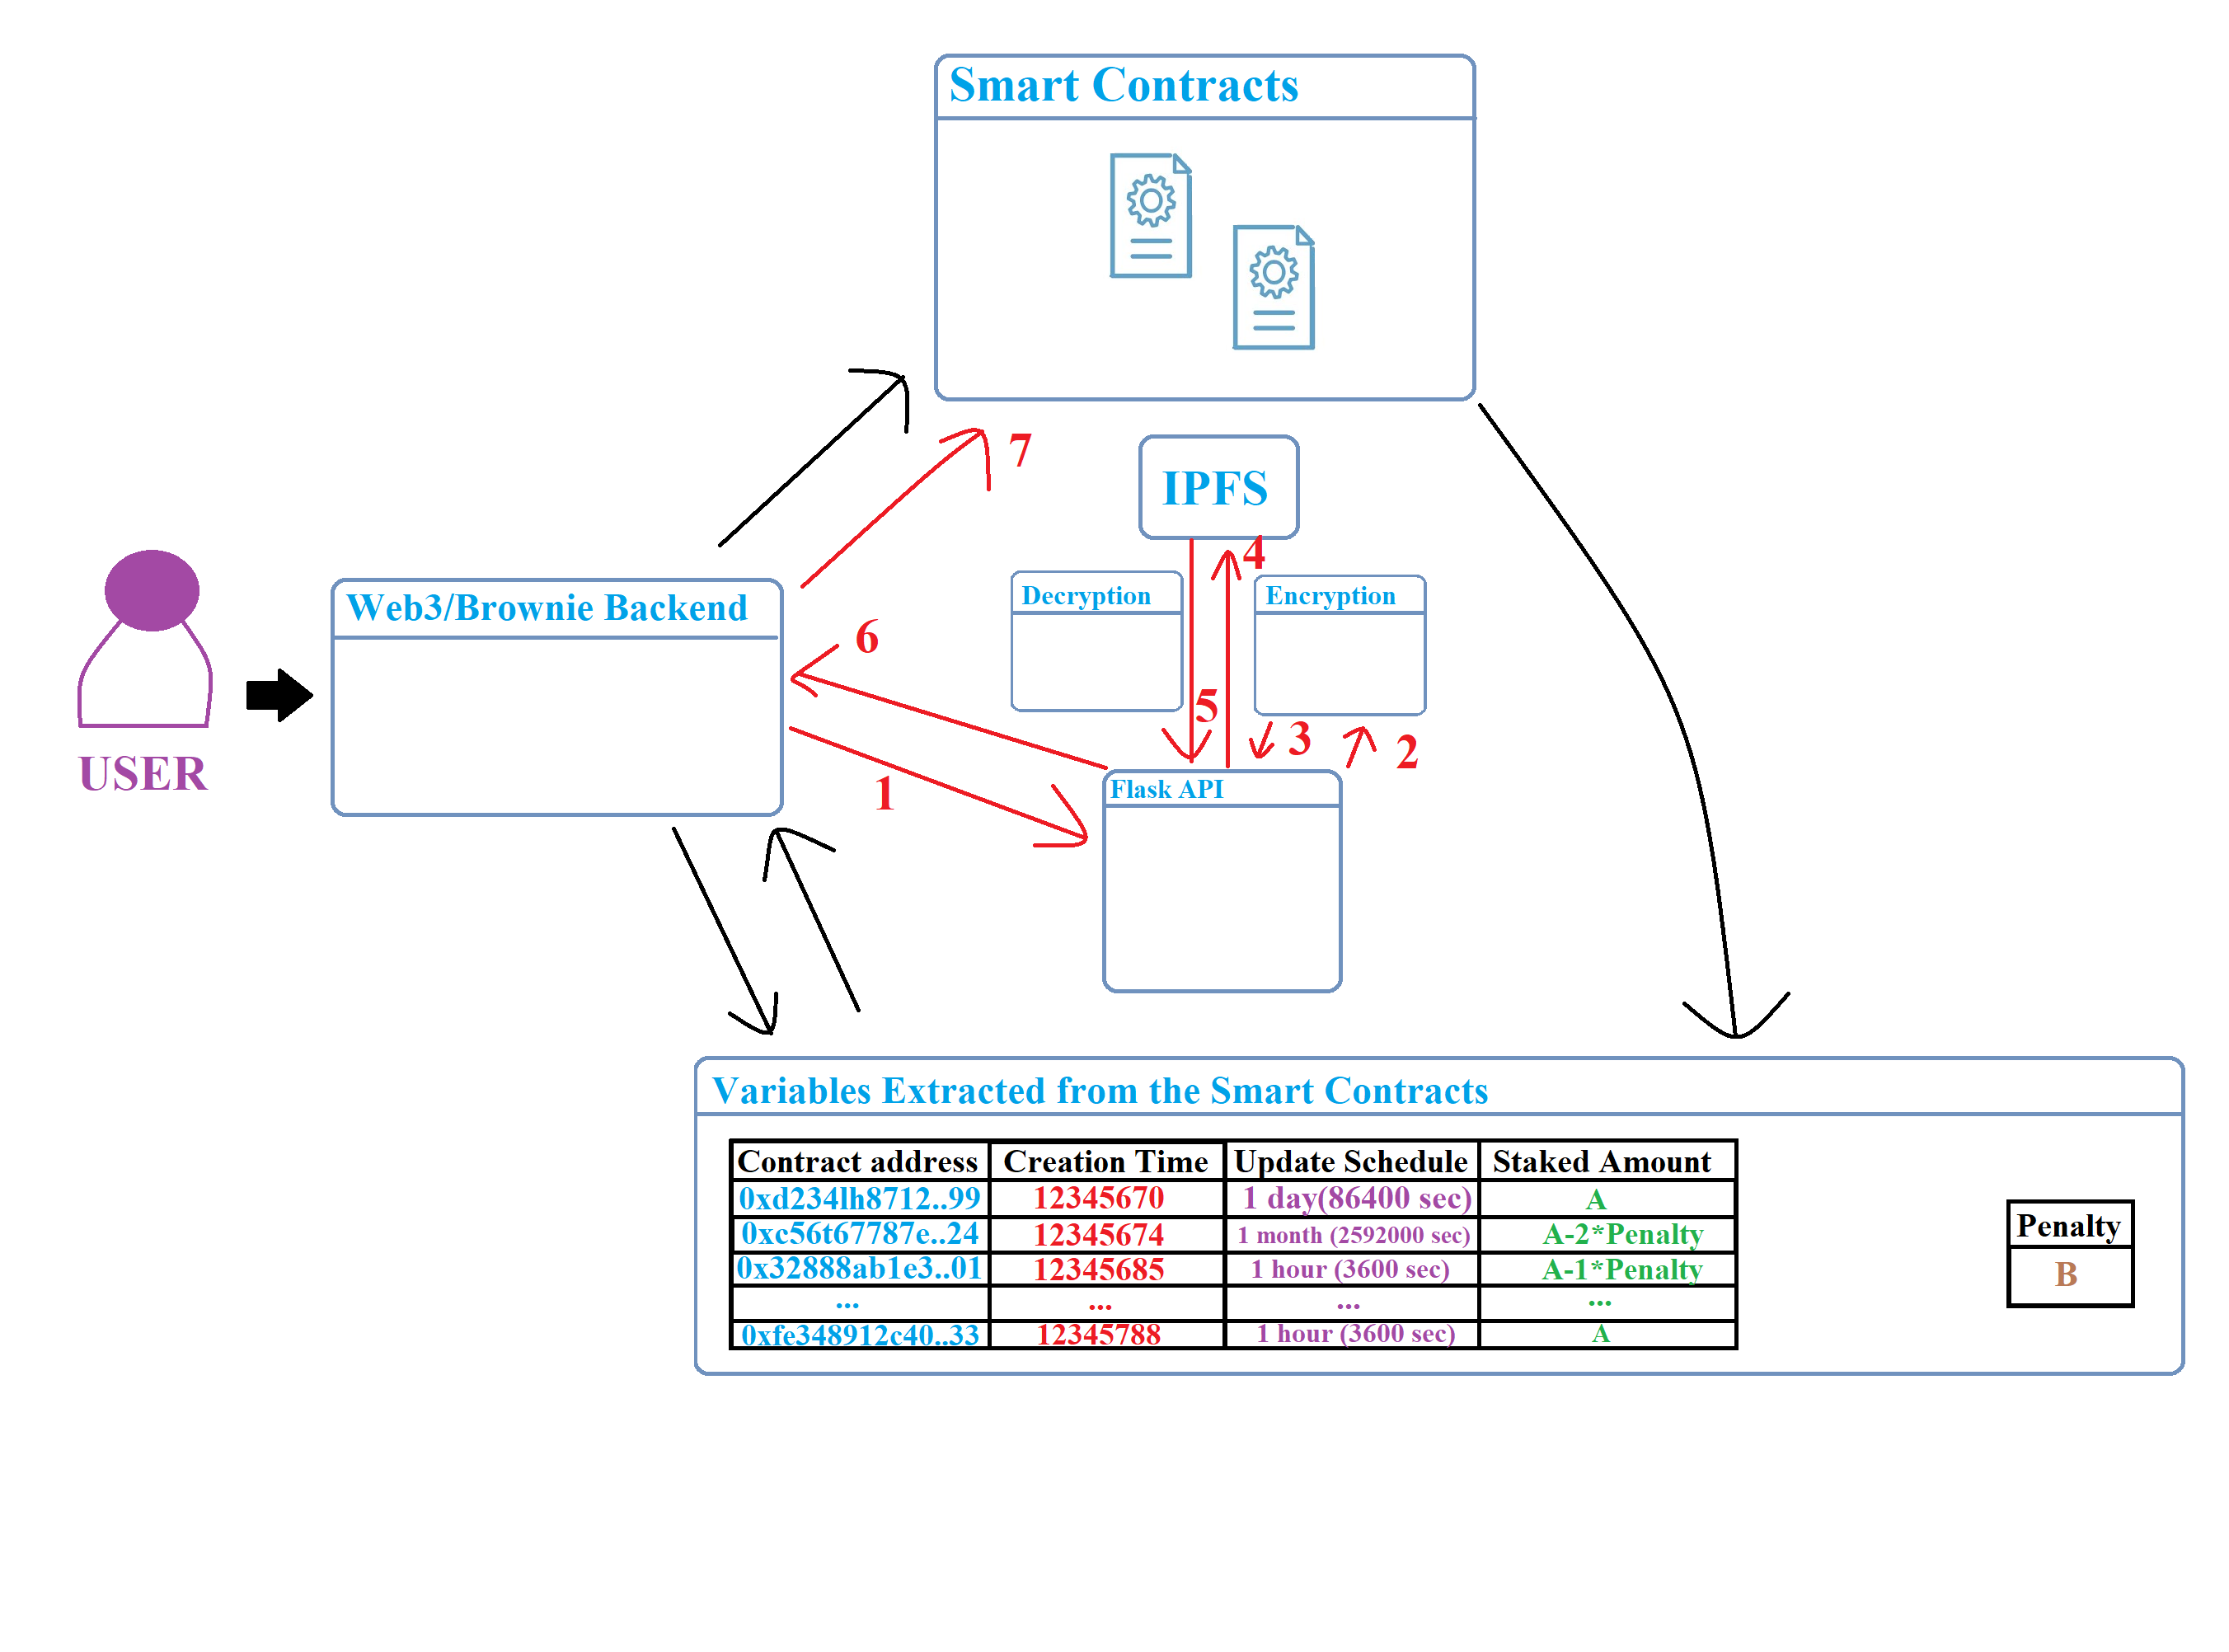 Smart Contracts
7
IPFS
4
Decryption
Encryption
Web3/Brownie Backend
6
5
3
2
USER
1
Flask API
Variables Extracted from the Smart Contracts
Contract address Creation Time Update Schedule Staked Amount
0xd234lh8712..99 12345670 1 day(86400 sec) A
0xc56t67787e..24 12345674 1 month (2592000 sec) A-2*Penalty
0x32888ab1e3..01 12345685 1 hour (3600 sec) A-1*Penalty
... ... ... ...
0xfe348912c40..33 12345788 1 hour (3600 sec) A
Penalty
B